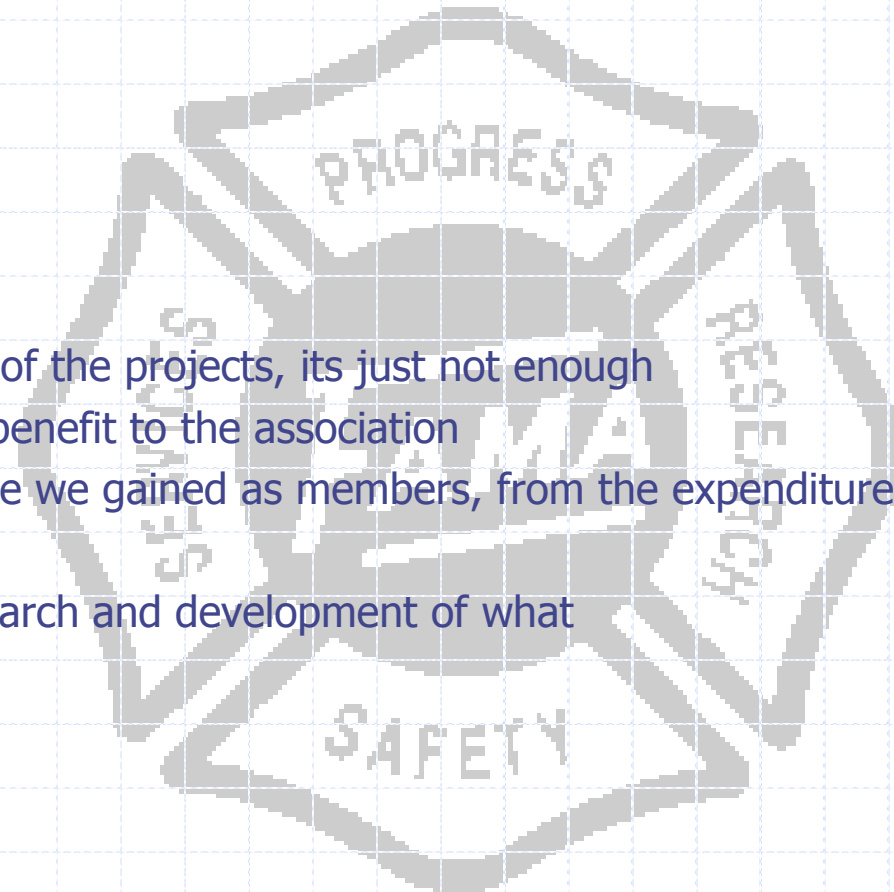 PROGRESS
of the projects, its just not enough
benefit to the association
e we gained as members, from the expenditure
arch and development of what
SERVICES
RESEARCH
SAFETY